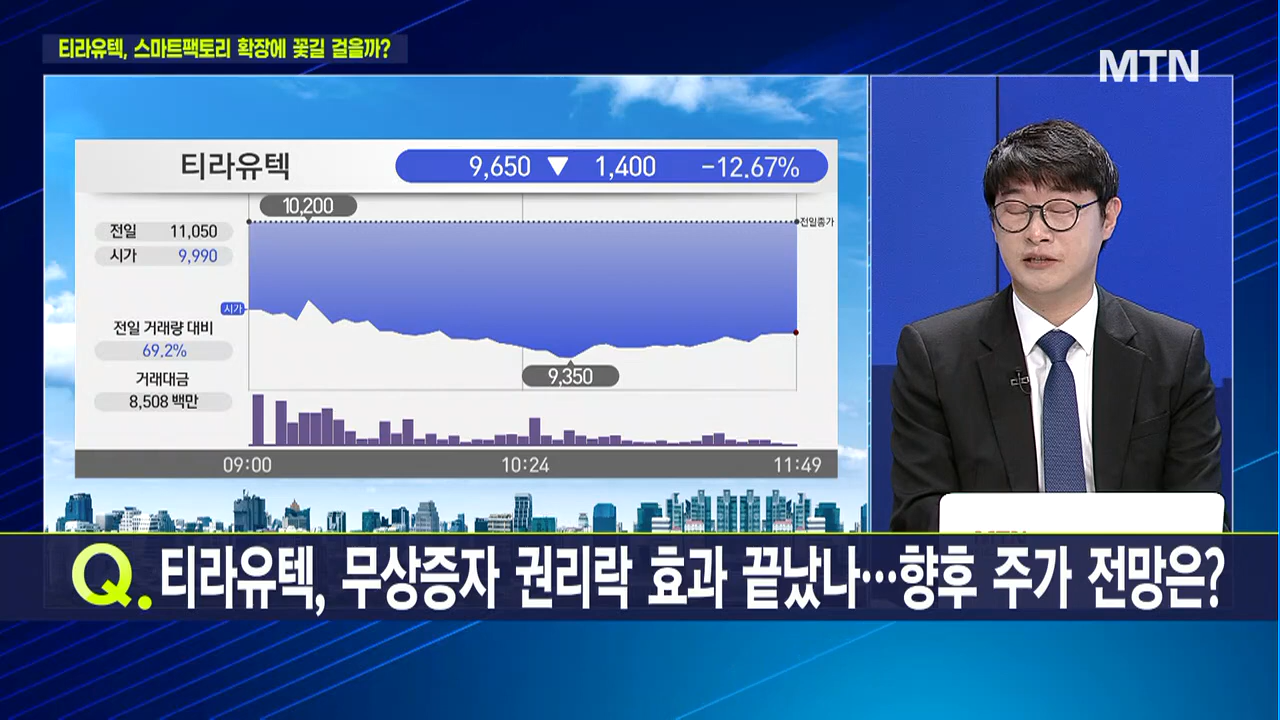 티라유텍, 스마트팩토리 확장에 꽃길 걸을까?
MTN
티라유텍 9,650 ▼ 1,400 -12.67%
10,200
전일 11,050
전일종가
시가 9,990
시가
전일 거래량 대비
69.2%
9,350
거래대금
8,508 백만
09:00 10:24 11:49
Q. 티라유텍, 무상증자 권리락 효과 끝났나…향후 주가 전망은?